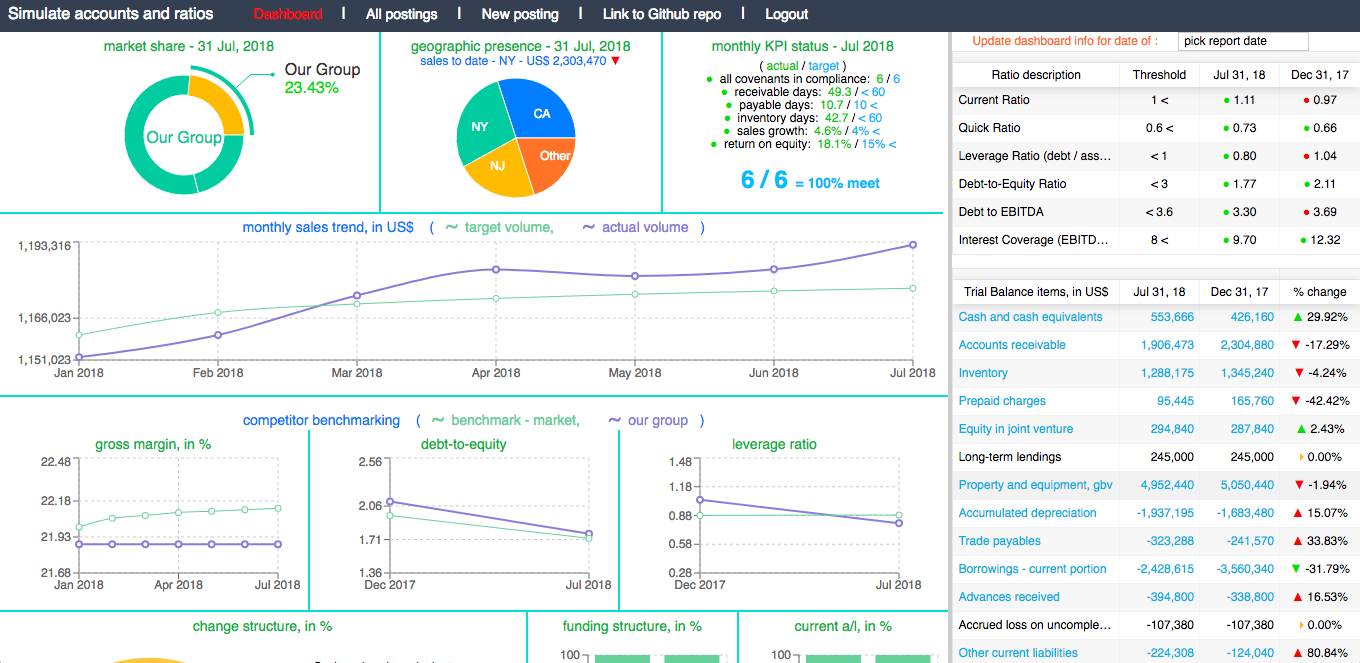 Simulate accounts and ratios Dashboard | All postings | New posting | Link to Github repo | Logout
market share - 31 Jul, 2018
Our Group
23.43%
Our Group
geographic presence - 31 Jul, 2018
sales to date - NY - US$ 2,303,470 ▼
NY
CA
NJ
Other
monthly KPI status - Jul 2018
( actual / target )
all covenants in compliance: 6 / 6
receivable days: 49.3 / < 60
payable days: 10.7 / 10 <
inventory days: 42.7 / < 60
sales growth: 4.6% / 4% <
return on equity: 18.1% / 15% <
6 / 6 = 100% meet
monthly sales trend, in US$ ( ~ target volume, ~ actual volume )
1,193,316
1,166,023
1,151,023
Jan 2018 Feb 2018 Mar 2018 Apr 2018 May 2018 Jun 2018 Jul 2018
competitor benchmarking ( ~ benchmark - market, ~ our group )
gross margin, in %
22.48
22.18
21.93
21.68
Jan 2018 Apr 2018 Jul 2018
debt-to-equity
2.56
2.06
1.71
1.36
Dec 2017 Jul 2018
leverage ratio
1.48
1.18
0.88
0.58
0.28
Dec 2017 Jul 2018
change structure, in %
funding structure, in %
100
current a/l, in %
100
Update dashboard info for date of : pick report date
Ratio description Threshold Jul 31, 18 Dec 31, 17
Current Ratio 1 < 1.11 0.97
Quick Ratio 0.6 < 0.73 0.66
Leverage Ratio (debt / ass... < 1 0.80 1.04
Debt-to-Equity Ratio < 3 1.77 2.11
Debt to EBITDA < 3.6 3.30 3.69
Interest Coverage (EBITD... 8 < 9.70 12.32
Trial Balance items, in US$ Jul 31, 18 Dec 31, 17 % change
Cash and cash equivalents 553,666 426,160 ▲ 29.92%
Accounts receivable 1,906,473 2,304,880 ▼ -17.29%
Inventory 1,288,175 1,345,240 ▼ -4.24%
Prepaid charges 95,445 165,760 ▼ -42.42%
Equity in joint venture 294,840 287,840 ▲ 2.43%
Long-term lendings 245,000 245,000 0.00%
Property and equipment, gbv 4,952,440 5,050,440 ▼ -1.94%
Accumulated depreciation -1,937,195 -1,683,480 ▲ 15.07%
Trade payables -323,288 -241,570 ▲ 33.83%
Borrowings - current portion -2,428,615 -3,560,340 ▼ -31.79%
Advances received -394,800 -338,800 ▲ 16.53%
Accrued loss on uncomple... -107,380 -107,380 0.00%
Other current liabilities -224,308 -124,040 ▲ 80.84%